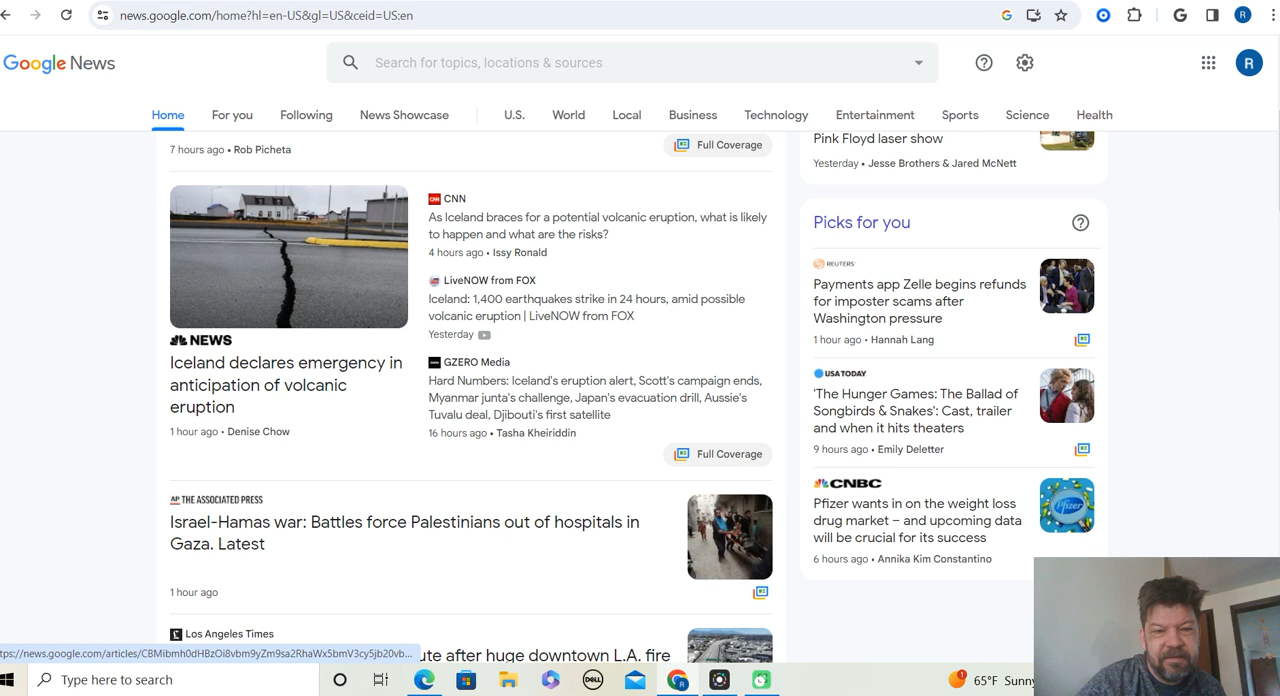 news.google.com/home?hl=en-US&gl=US&ceid=US:en
R
Google News
Search for topics, locations & sources
R
Home For you Following News Showcase U.S. World Local Business Technology Entertainment Sports Science Health
7 hours ago • Rob Picheta
Full Coverage
NEWS
Iceland declares emergency in
anticipation of volcanic
eruption
1 hour ago • Denise Chow
CNN
As Iceland braces for a potential volcanic eruption, what is likely
to happen and what are the risks?
4 hours ago • Issy Ronald
LiveNOW from FOX
Iceland: 1,400 earthquakes strike in 24 hours, amid possible
volcanic eruption | LiveNOW from FOX
Yesterday
GZERO Media
Hard Numbers: Iceland's eruption alert, Scott's campaign ends,
Myanmar junta's challenge, Japan's evacuation drill, Aussie's
Tuvalu deal, Djibouti's first satellite
16 hours ago • Tasha Kheiriddin
Full Coverage
AP THE ASSOCIATED PRESS
Israel-Hamas war: Battles force Palestinians out of hospitals in
Gaza. Latest
1 hour ago
Los Angeles Times
ute after huge downtown L.A. fire
Pink Floyd laser show
Yesterday • Jesse Brothers & Jared McNett
Picks for you
REUTERS
Payments app Zelle begins refunds
for imposter scams after
Washington pressure
1 hour ago • Hannah Lang
USA TODAY
'The Hunger Games: The Ballad of
Songbirds & Snakes': Cast, trailer
and when it hits theaters
9 hours ago • Emily Deletter
CNBC
Pfizer wants in on the weight loss
drug market – and upcoming data
will be crucial for its success
6 hours ago • Annika Kim Constantino
Pfizer
ttps://news.google.com/articles/CBMibmh0dHBzOi8vbm9yZm9sa2RhaWx5bmV3cy5jb20vb...
Type here to search
DELL
1
65°F Sunny